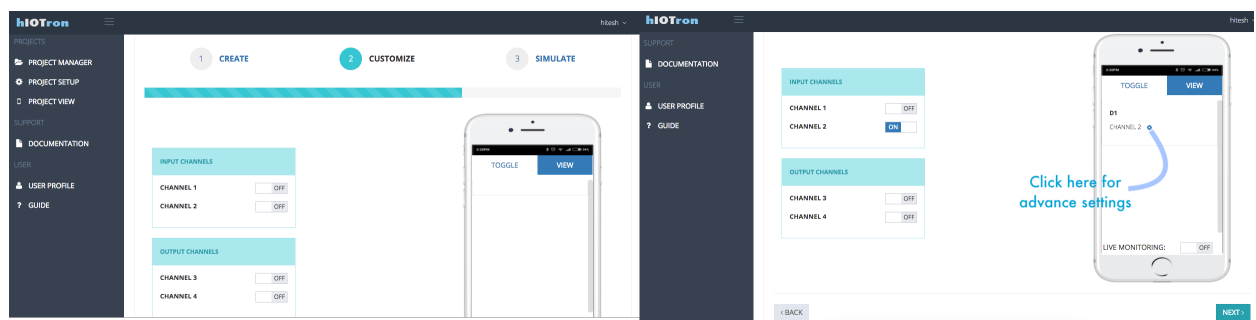 hIOTron
hitesh
PROJECTS
PROJECT MANAGER
PROJECT SETUP
PROJECT VIEW
SUPPORT
DOCUMENTATION
USER
USER PROFILE
? GUIDE
1 CREATE
2 CUSTOMIZE
3 SIMULATE
INPUT CHANNELS
CHANNEL 1 OFF
CHANNEL 2 OFF
OUTPUT CHANNELS
CHANNEL 3 OFF
CHANNEL 4 OFF
TOGGLE VIEW
hIOTron
hitesh
SUPPORT
DOCUMENTATION
USER
USER PROFILE
? GUIDE
INPUT CHANNELS
CHANNEL 1 OFF
CHANNEL 2 ON
OUTPUT CHANNELS
CHANNEL 3 OFF
CHANNEL 4 OFF
TOGGLE VIEW
D1
CHANNEL 2
Click here for
advance settings
LIVE MONITORING: OFF
‹ BACK
NEXT ›